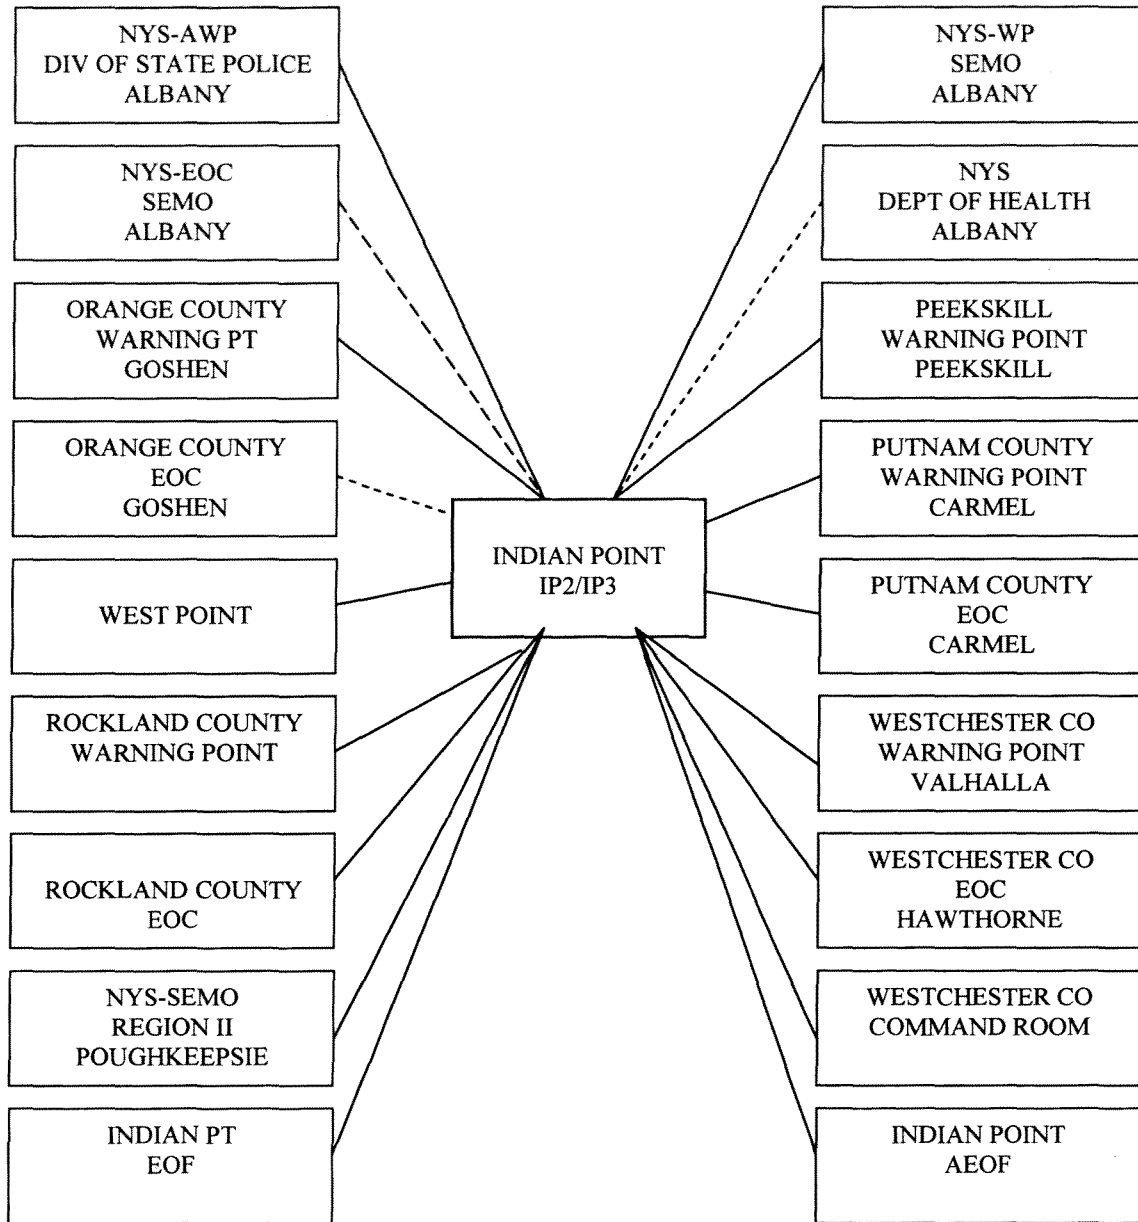 NYS-AWP
DIV OF STATE POLICE
ALBANY
NYS-EOC
SEMO
ALBANY
ORANGE COUNTY
WARNING PT
GOSHEN
ORANGE COUNTY
EOC
GOSHEN
WEST POINT
ROCKLAND COUNTY
WARNING POINT
ROCKLAND COUNTY
EOC
NYS-SEMO
REGION II
POUGHKEEPSIE
INDIAN PT
EOF
INDIAN POINT
IP2/IP3
NYS-WP
SEMO
ALBANY
NYS
DEPT OF HEALTH
ALBANY
PEEKSKILL
WARNING POINT
PEEKSKILL
PUTNAM COUNTY
WARNING POINT
CARMEL
PUTNAM COUNTY
EOC
CARMEL
WESTCHESTER CO
WARNING POINT
VALHALLA
WESTCHESTER CO
EOC
HAWTHORNE
WESTCHESTER CO
COMMAND ROOM
INDIAN POINT
AEOF